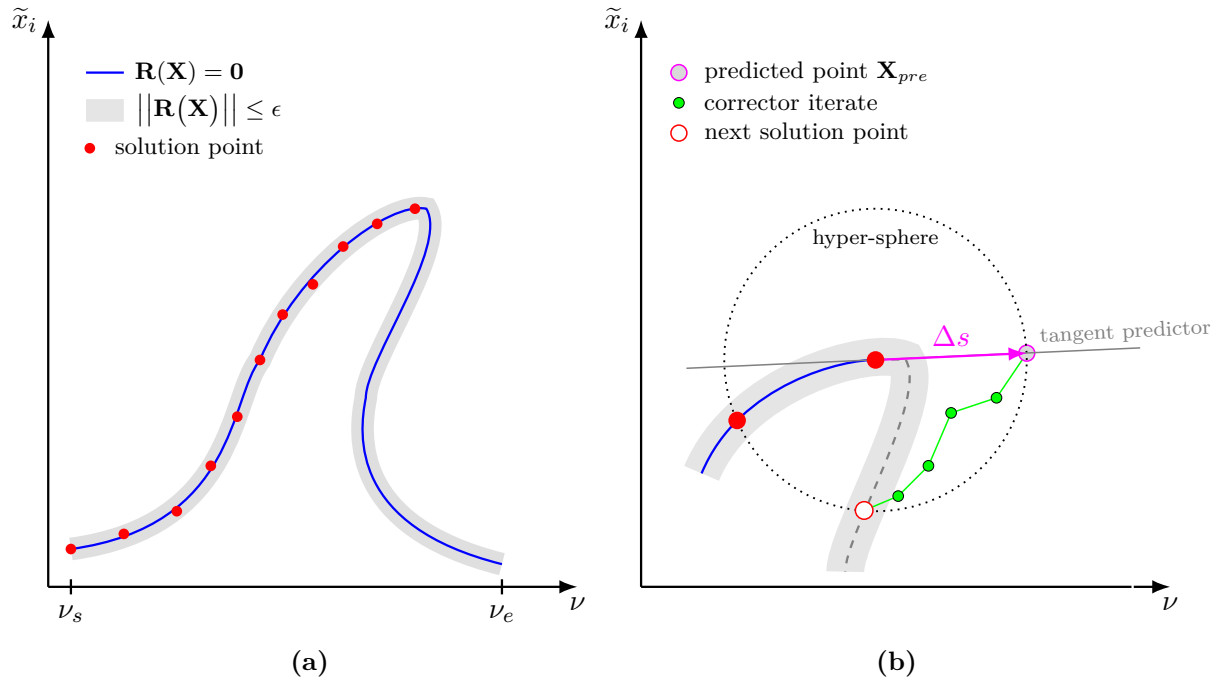 x̃ᵢ
R(X) = 0
||R(X)|| ≤ ϵ
solution point
νₛ
νₑ
ν
(a)
x̃ᵢ
predicted point X_pre
corrector iterate
next solution point
hyper-sphere
Δs
tangent predictor
ν
(b)